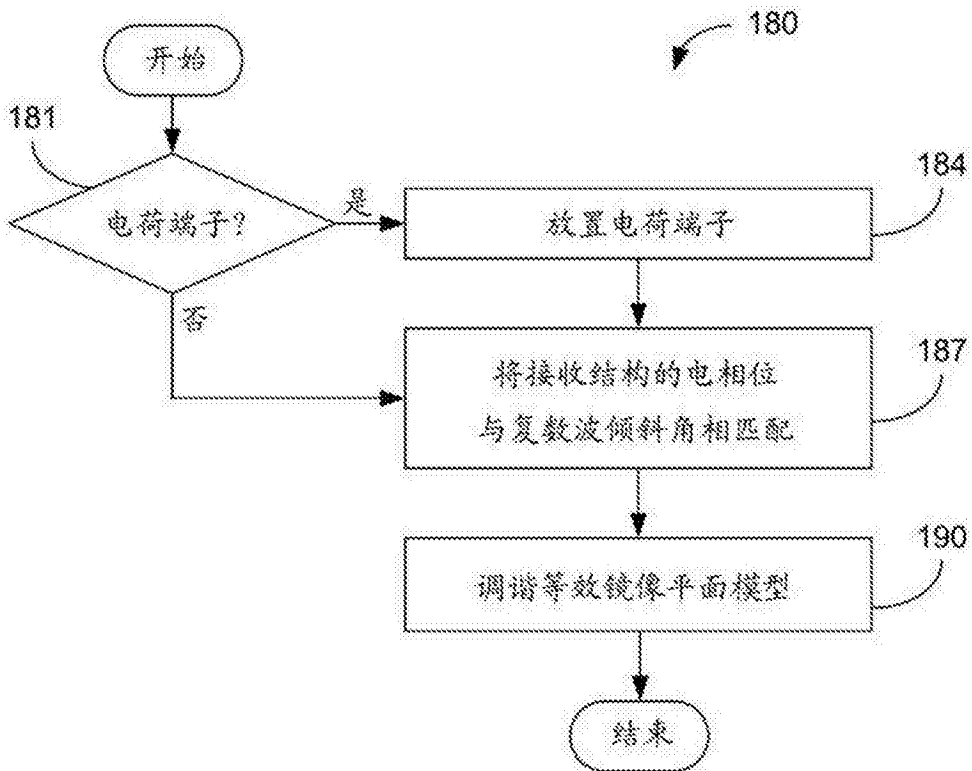 开始
180
181
电荷端子?
是
184
放置电荷端子
否
将接收结构的电相位
与复数波倾斜角相匹配
187
调谐等效镜像平面模型
190
结束